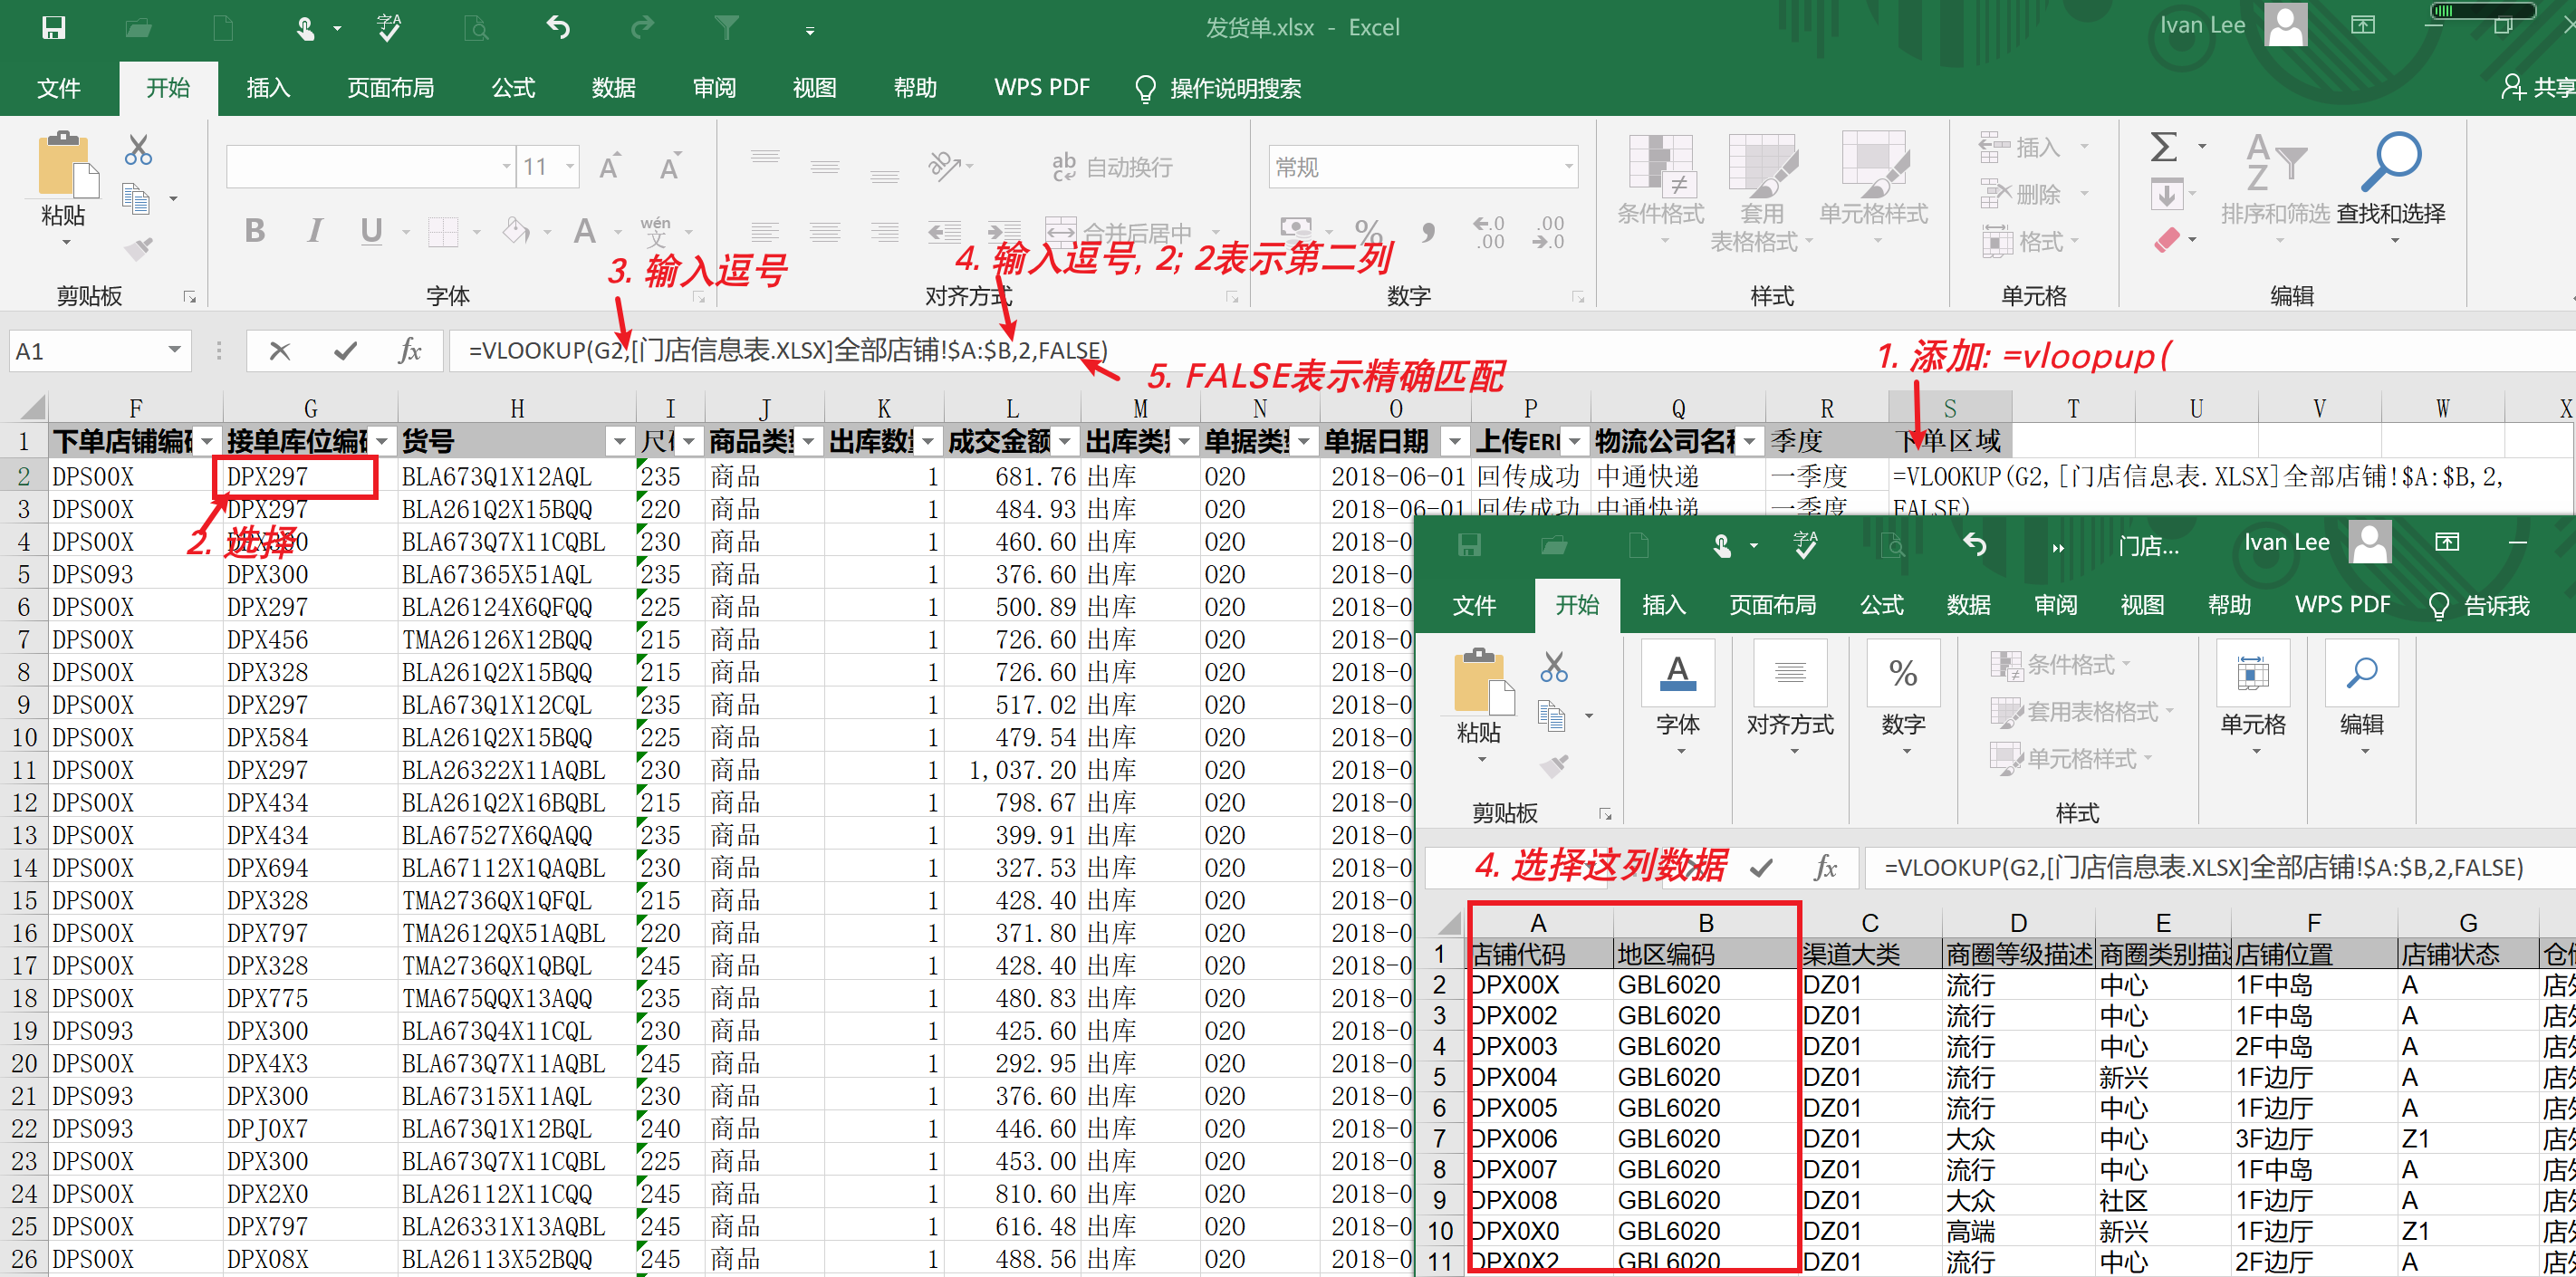 发货单.xlsx - Excel
Ivan Lee
文件 开始 插入 页面布局 公式 数据 审阅 视图 帮助 WPS PDF 操作说明搜索 共享
粘贴
剪贴板
11
字体
自动换行
合并后居中
对齐方式
常规
数字
条件格式 套用表格格式 单元格样式
样式
插入
删除
格式
单元格
排序和筛选 查找和选择
编辑
3. 输入逗号
4. 输入逗号, 2; 2表示第二列
A1 =VLOOKUP(G2,[门店信息表.XLSX]全部店铺!$A:$B,2,FALSE)
5. FALSE表示精确匹配
1. 添加: =vloopup(
F G H I J K L M N O P Q R S T U V W X
1 下单店铺编 接单库位编 货号 尺 商品类 出库数量 成交金额 出库类 单据类 单据日期 上传ER 物流公司名 季度 下单区域
2 DPS00X DPX297 BLA673Q1X12AQL 235 商品 1 681.76 出库 O2O 2018-06-01 回传成功 中通快递 一季度 =VLOOKUP(G2,[门店信息表.XLSX]全部店铺!$A:$B,2,
3 DPS00X DPX297 BLA261Q2X15BQQ 220 商品 1 484.93 出库 O2O 2018-06-01 回传成功 中通快递 一季度 FALSE)
2. 选择
4 DPS00X BLA673Q7X11CQBL 230 商品 1 460.60 出库 O2O 2018-0
5 DPS093 DPX300 BLA67365X51AQL 235 商品 1 376.60 出库 O2O 2018-0
6 DPS00X DPX297 BLA26124X6QFQQ 225 商品 1 500.89 出库 O2O 2018-0
7 DPS00X DPX456 TMA26126X12BQQ 215 商品 1 726.60 出库 O2O 2018-0
8 DPS00X DPX328 BLA261Q2X15BQQ 215 商品 1 726.60 出库 O2O 2018-0
9 DPS00X DPX297 BLA673Q1X12CQL 235 商品 1 517.02 出库 O2O 2018-0
10 DPS00X DPX584 BLA261Q2X15BQQ 225 商品 1 479.54 出库 O2O 2018-0
11 DPS00X DPX297 BLA26322X11AQBL 230 商品 1 1,037.20 出库 O2O 2018-0
12 DPS00X DPX434 BLA261Q2X16BQBL 215 商品 1 798.67 出库 O2O 2018-0
13 DPS00X DPX434 BLA67527X6QAQQ 235 商品 1 399.91 出库 O2O 2018-0
14 DPS00X DPX694 BLA67112X1QAQBL 230 商品 1 327.53 出库 O2O 2018-0
15 DPS00X DPX328 TMA2736QX1QFQL 215 商品 1 428.40 出库 O2O 2018-0
16 DPS00X DPX797 TMA2612QX51AQBL 220 商品 1 371.80 出库 O2O 2018-0
17 DPS00X DPX328 TMA2736QX1QBQL 245 商品 1 428.40 出库 O2O 2018-0
18 DPS00X DPX775 TMA675QQX13AQQ 235 商品 1 480.83 出库 O2O 2018-0
19 DPS093 DPX300 BLA673Q4X11CQL 230 商品 1 425.60 出库 O2O 2018-0
20 DPS00X DPX4X3 BLA673Q7X11AQBL 245 商品 1 292.95 出库 O2O 2018-0
21 DPS093 DPX300 BLA67315X11AQL 230 商品 1 376.60 出库 O2O 2018-0
22 DPS093 DPJ0X7 BLA673Q1X12BQL 240 商品 1 446.60 出库 O2O 2018-0
23 DPS00X DPX300 BLA673Q7X11CQBL 225 商品 1 453.00 出库 O2O 2018-0
24 DPS00X DPX2X0 BLA26112X11CQQ 245 商品 1 810.60 出库 O2O 2018-0
25 DPS00X DPX797 BLA26331X13AQBL 245 商品 1 616.48 出库 O2O 2018-0
26 DPS00X DPX08X BLA26113X52BQQ 245 商品 1 488.56 出库 O2O 2018-0
门店... Ivan Lee
文件 开始 插入 页面布局 公式 数据 审阅 视图 帮助 WPS PDF 告诉我
粘贴
剪贴板
字体 对齐方式 数字
条件格式
套用表格格式
单元格样式
样式
单元格 编辑
4. 选择这列数据
=VLOOKUP(G2,[门店信息表.XLSX]全部店铺!$A:$B,2,FALSE)
A B C D E F G
1 店铺代码 地区编码 渠道大类 商圈等级描述 商圈类别描述 店铺位置 店铺状态 仓
2 DPX00X GBL6020 DZ01 流行 中心 1F中岛 A 店
3 DPX002 GBL6020 DZ01 流行 中心 1F中岛 A 店
4 DPX003 GBL6020 DZ01 流行 中心 2F中岛 A 店
5 DPX004 GBL6020 DZ01 流行 新兴 1F边厅 A 店
6 DPX005 GBL6020 DZ01 流行 中心 1F边厅 A 店
7 DPX006 GBL6020 DZ01 大众 中心 3F边厅 Z1 店
8 DPX007 GBL6020 DZ01 流行 中心 1F中岛 A 店
9 DPX008 GBL6020 DZ01 大众 社区 1F边厅 A 店
10 DPX0X0 GBL6020 DZ01 高端 新兴 1F边厅 Z1 店
11 DPX0X2 GBL6020 DZ01 流行 中心 2F边厅 A 店